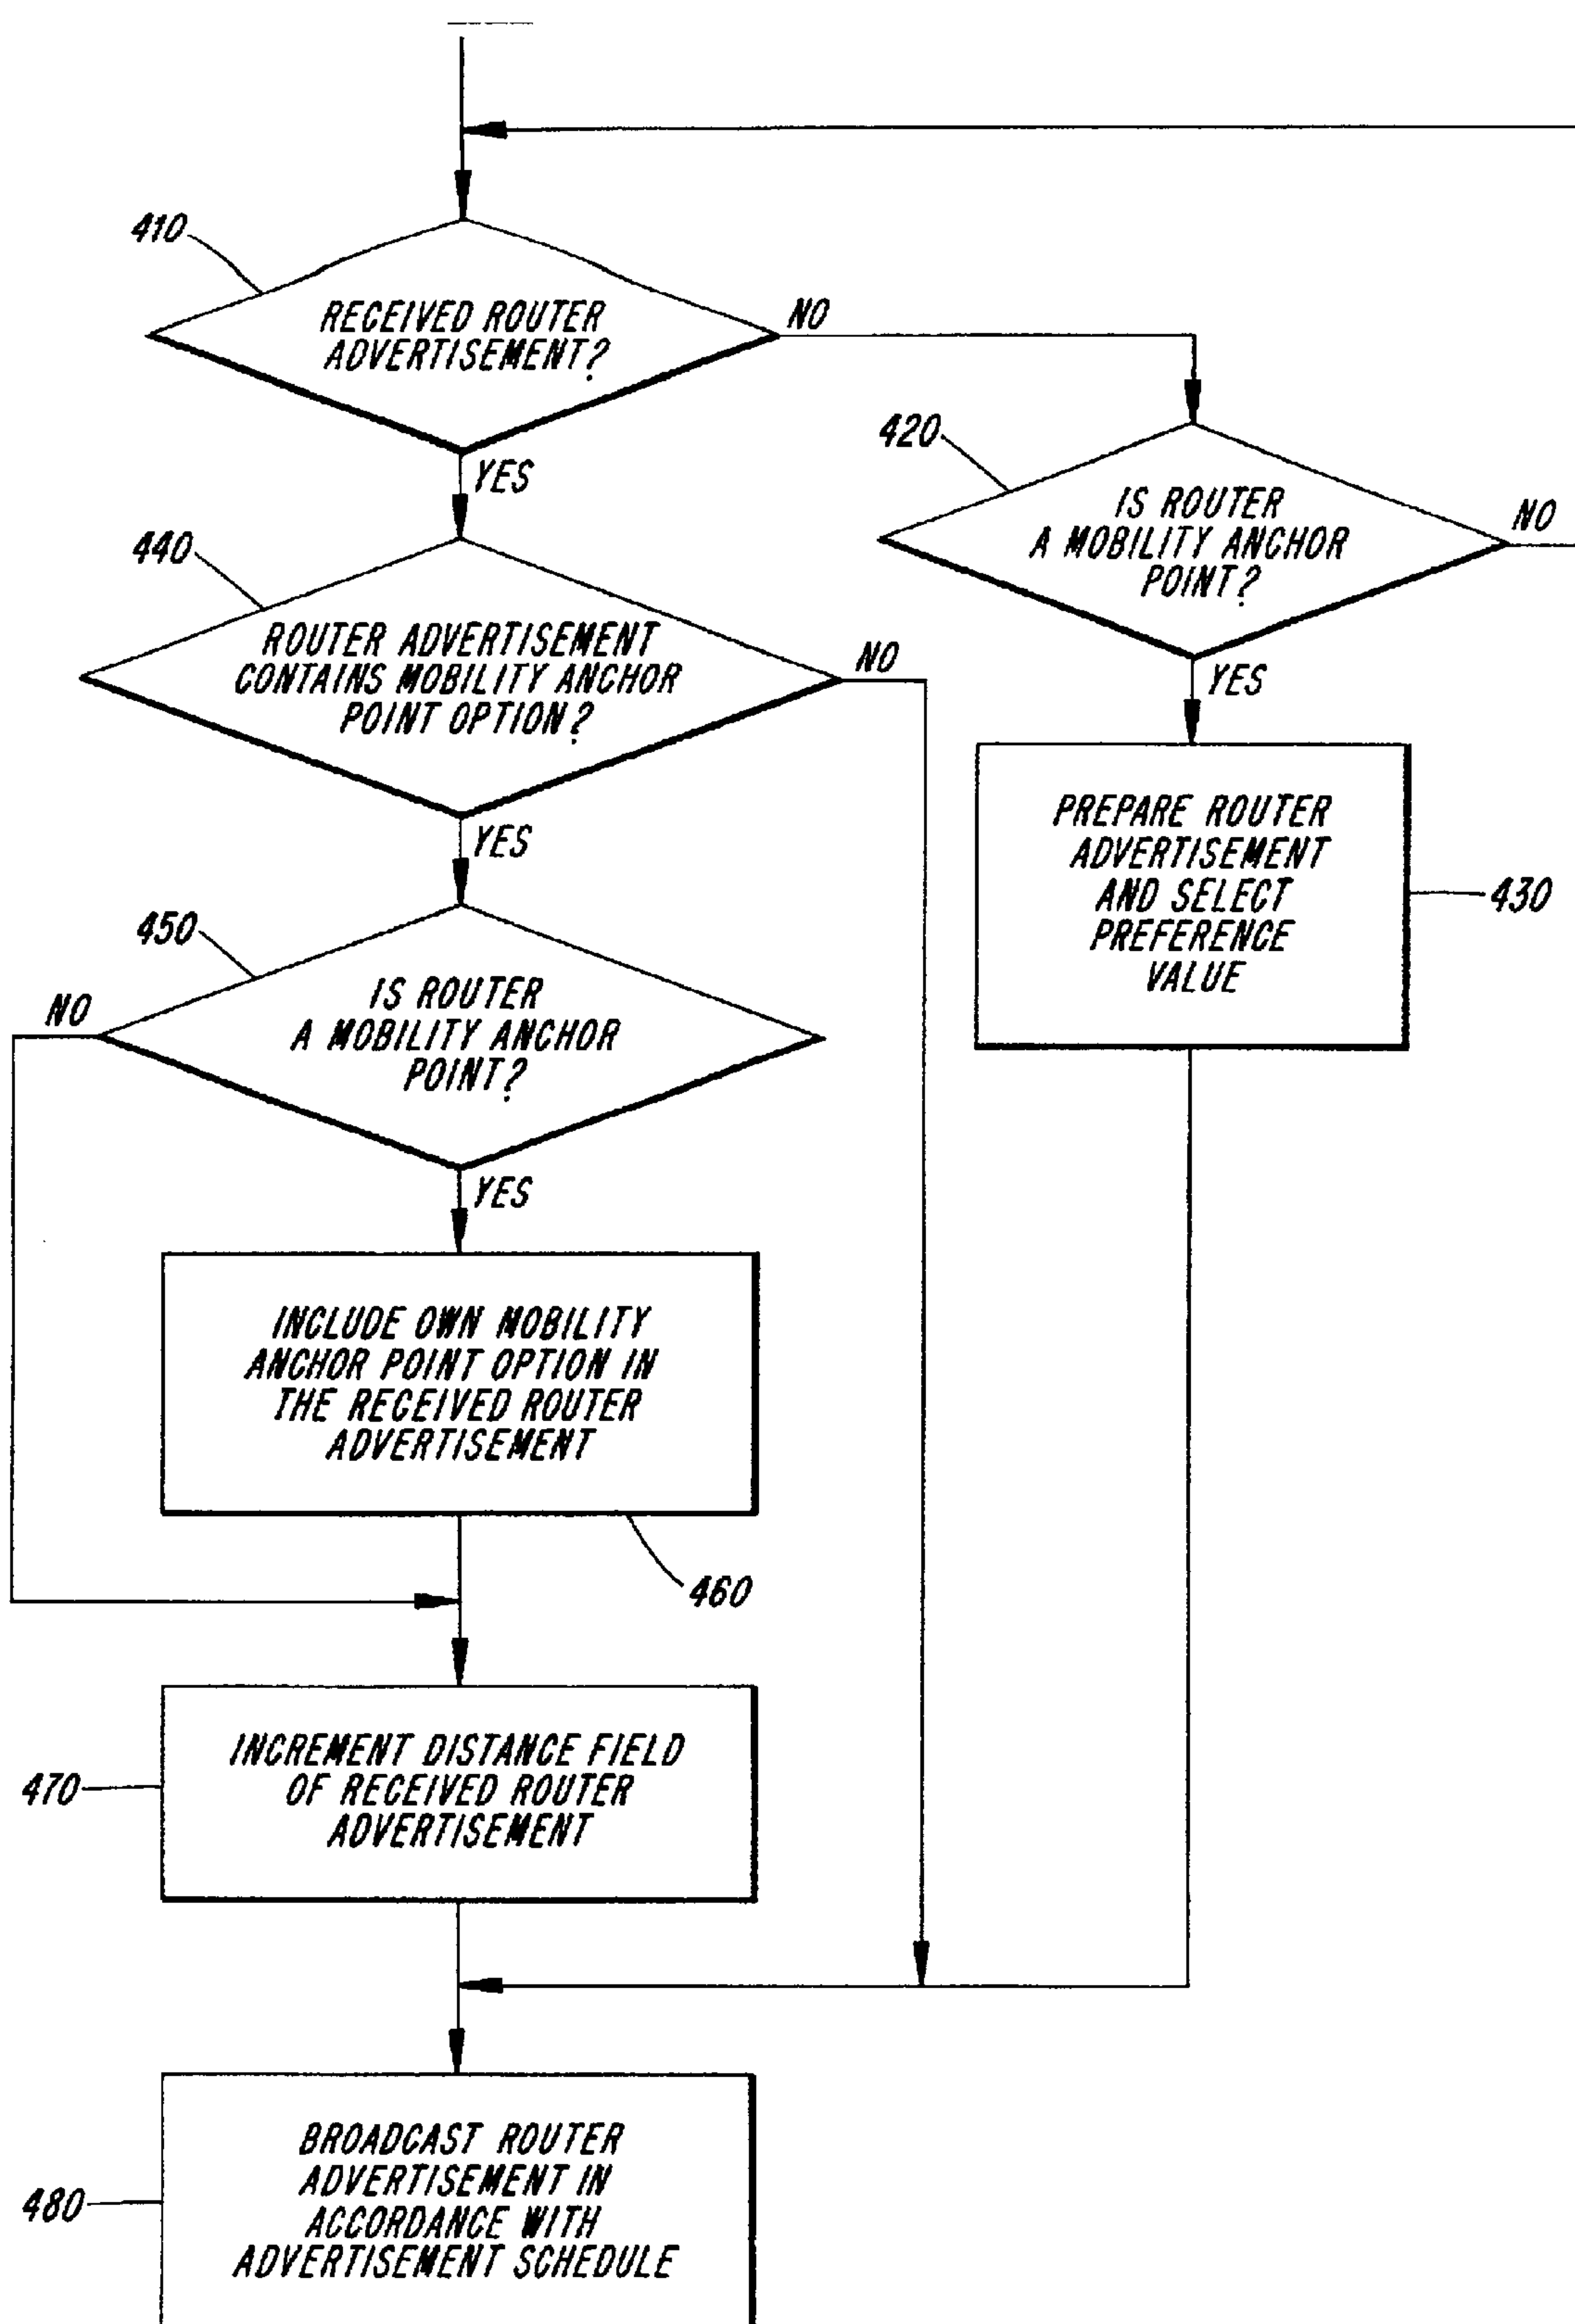 410
RECEIVED ROUTER
ADVERTISEMENT?
NO
YES
420
IS ROUTER
A MOBILITY ANCHOR
POINT?
NO
YES
440
ROUTER ADVERTISEMENT
CONTAINS MOBILITY ANCHOR
POINT OPTION?
NO
YES
PREPARE ROUTER
ADVERTISEMENT
AND SELECT
PREFERENCE
VALUE
430
450
IS ROUTER
A MOBILITY ANCHOR
POINT?
NO
YES
INCLUDE OWN MOBILITY
ANCHOR POINT OPTION IN
THE RECEIVED ROUTER
ADVERTISEMENT
460
INCREMENT DISTANCE FIELD
OF RECEIVED ROUTER
ADVERTISEMENT
470
BROADCAST ROUTER
ADVERTISEMENT IN
ACCORDANCE WITH
ADVERTISEMENT SCHEDULE
480